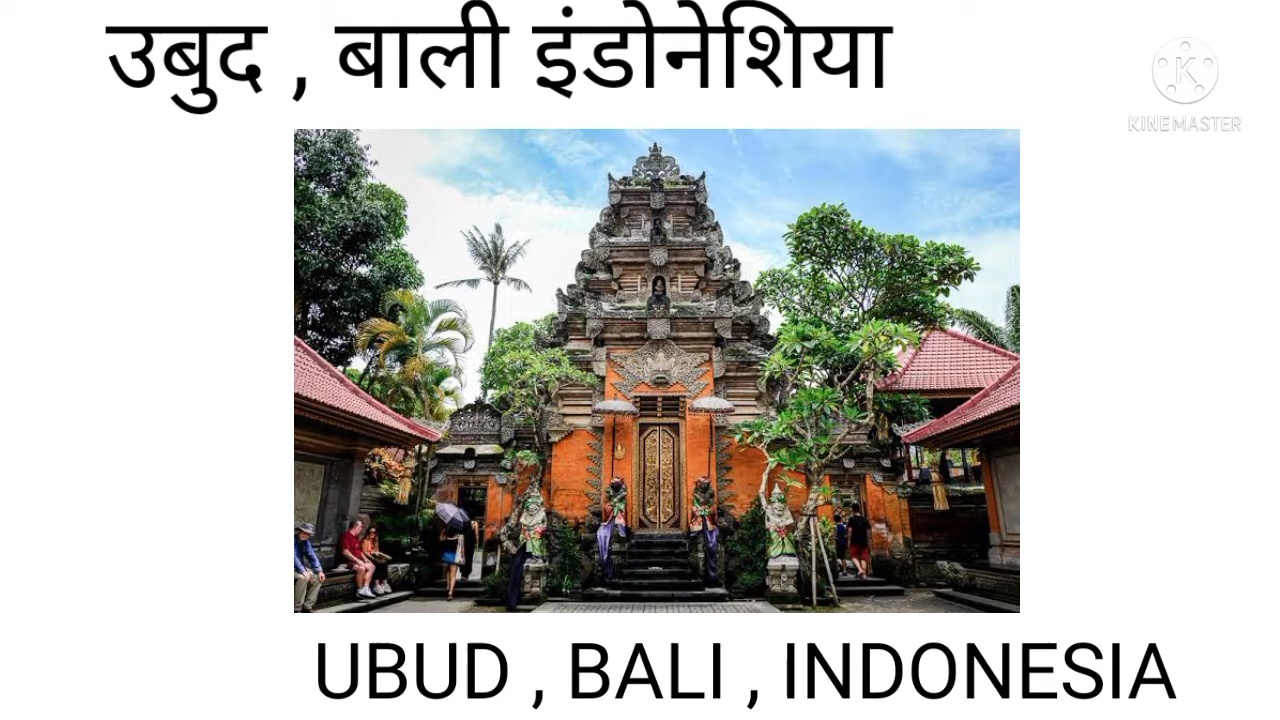 उबुद , बाली इंडोनेशिया
KINEMASTER
UBUD , BALI , INDONESIA